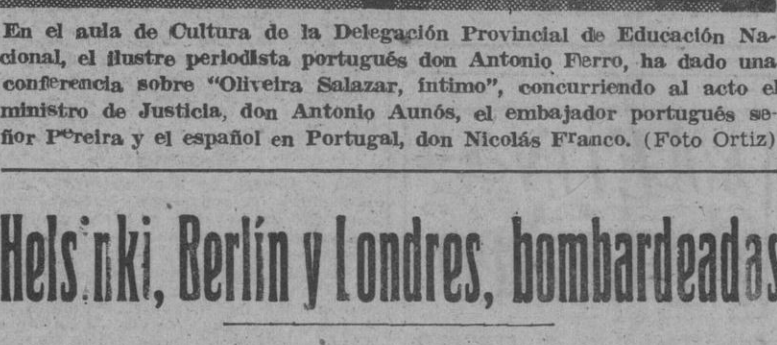 En el aula de Cultura de la Delegación Provincial de Educación Na-
cional, el ilustre periodista portugués don Antonio Ferro, ha dado una
conferencia sobre "Oliveira Salazar, íntimo", concurriendo al acto el
ministro de Justicia, don Antonio Aunós, el embajador portugués se-
ñor Pereira y el español en Portugal, don Nicolás Franco. (Foto Ortiz)
Helsinki, Berlín y Londres, bombardeadas